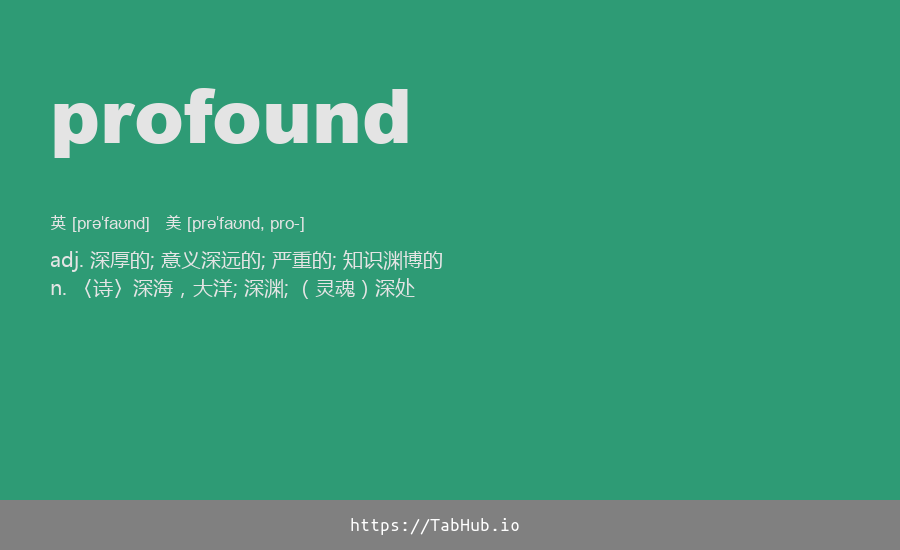 profound
英 [prəˈfaʊnd] 美 [prəˈfaʊnd, pro-]
adj. 深厚的; 意义深远的; 严重的; 知识渊博的
n. 〈诗〉深海，大洋; 深渊; （灵魂）深处
https://TabHub.io